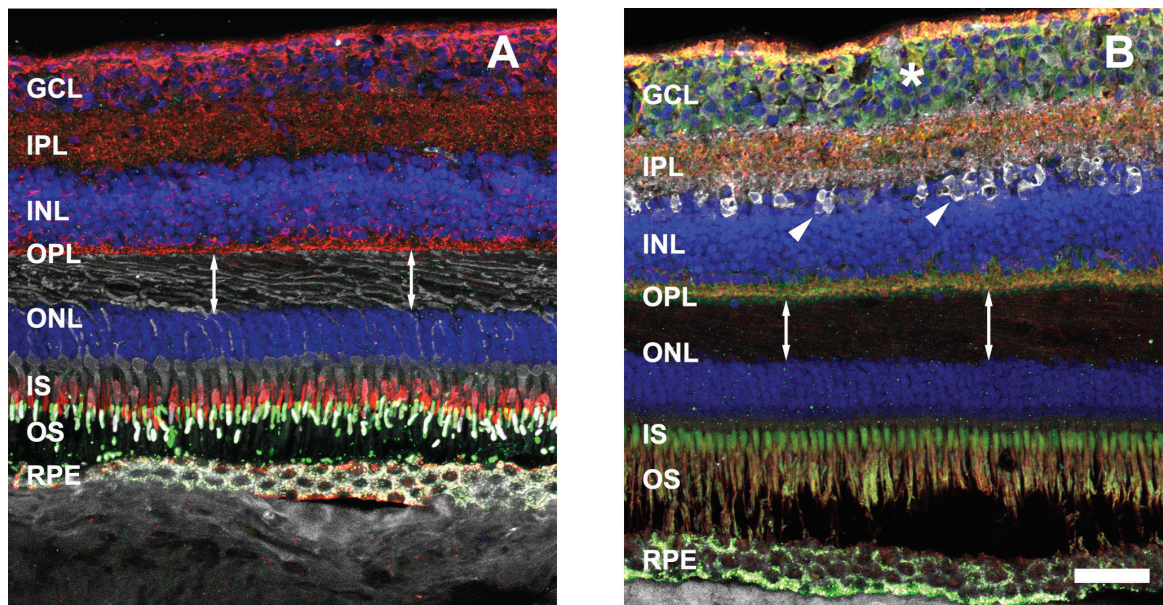 A
GCL
IPL
INL
OPL
ONL
IS
OS
RPE
B
*
GCL
IPL
INL
OPL
ONL
IS
OS
RPE